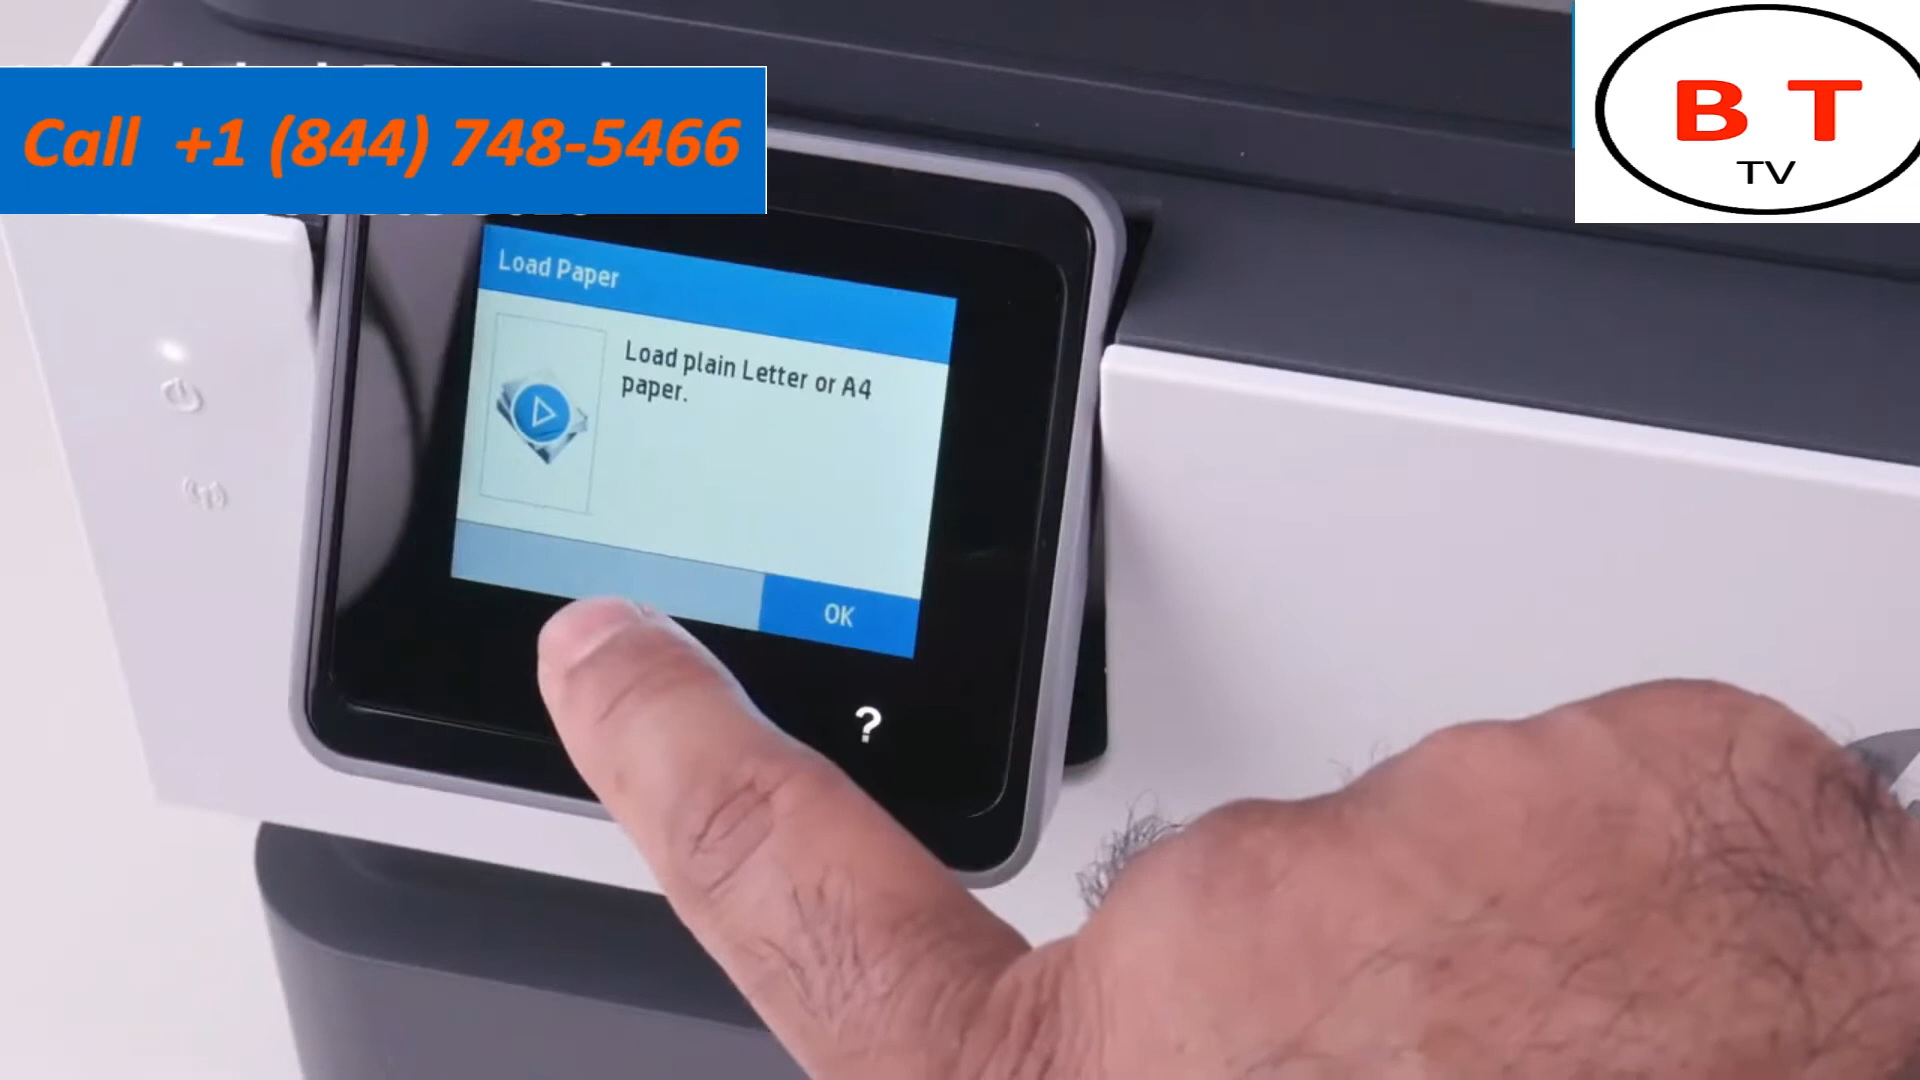 Call +1 (844) 748-5466
B T
TV
Load Paper
Load plain Letter or A4
paper.
OK
?